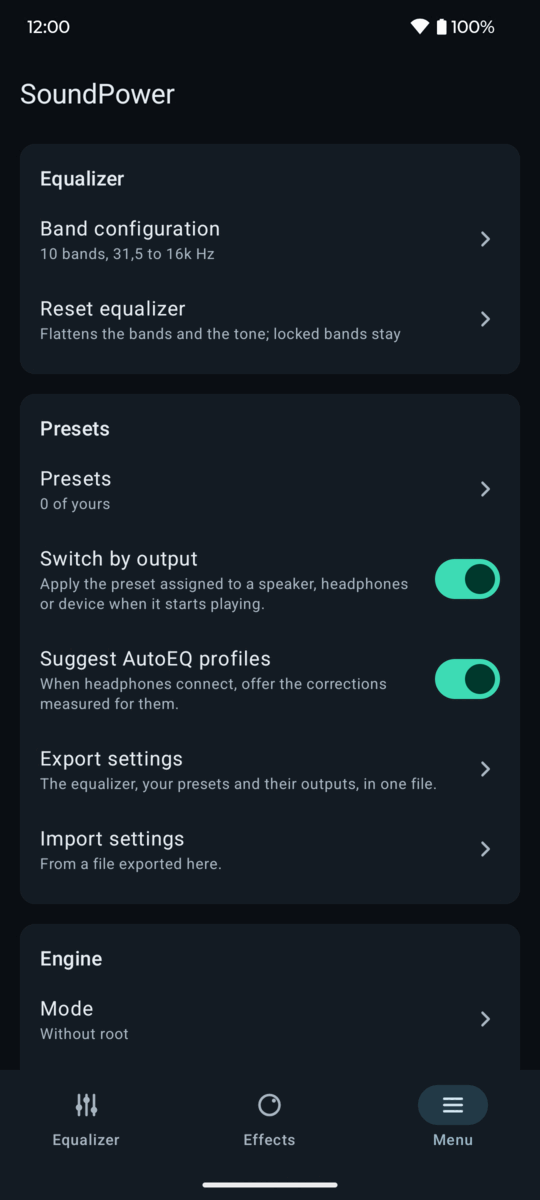 12:00
100%
SoundPower
Equalizer
Band configuration
10 bands, 31,5 to 16k Hz
Reset equalizer
Flattens the bands and the tone; locked bands stay
Presets
Presets
0 of yours
Switch by output
Apply the preset assigned to a speaker, headphones
or device when it starts playing.
Suggest AutoEQ profiles
When headphones connect, offer the corrections
measured for them.
Export settings
The equalizer, your presets and their outputs, in one file.
Import settings
From a file exported here.
Engine
Mode
Without root
Equalizer
Effects
Menu